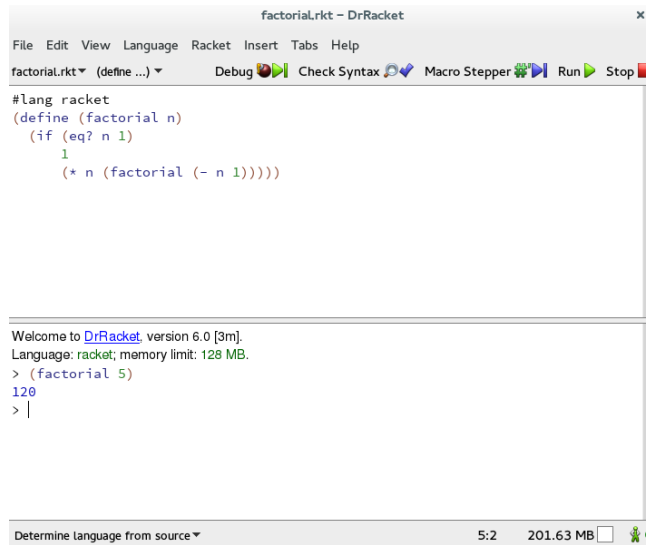 factorial.rkt – DrRacket
File Edit View Language Racket Insert Tabs Help
factorial.rkt (define ...) Debug Check Syntax Macro Stepper Run Stop
#lang racket
(define (factorial n)
  (if (eq? n 1)
      1
      (* n (factorial (- n 1)))))
Welcome to DrRacket, version 6.0 [3m].
Language: racket; memory limit: 128 MB.
> (factorial 5)
120
>
Determine language from source 5:2 201.63 MB